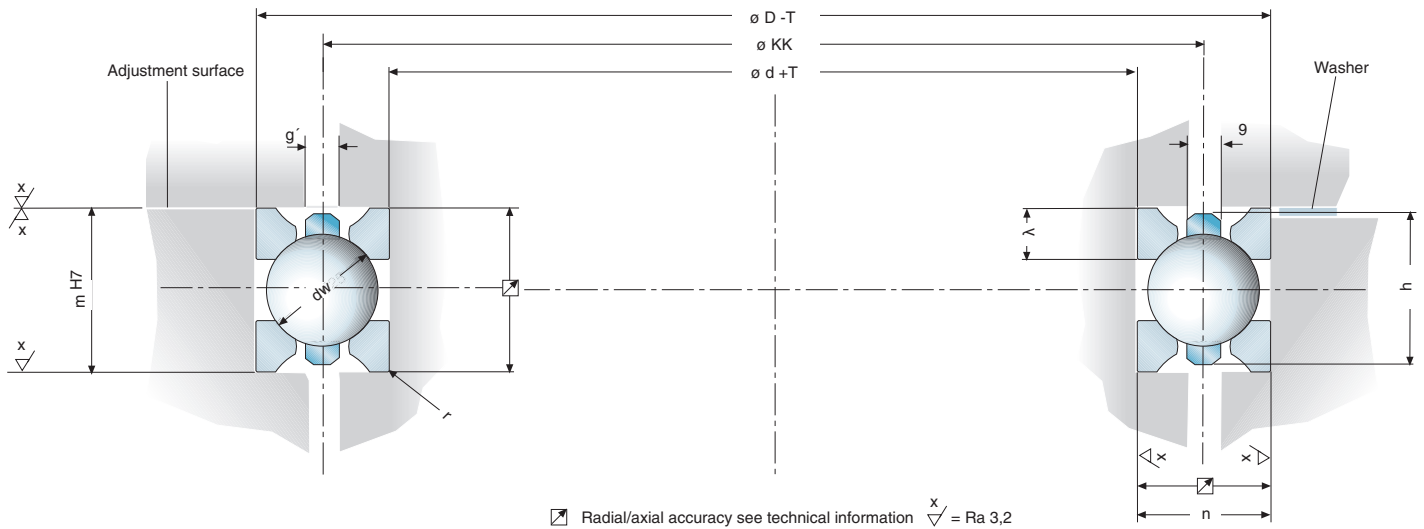 ø D -T
ø KK
ø d +T
Adjustment surface
Washer
g´
9
x
x
λ
m H7
dw
h
x
r
x
x
n
Radial/axial accuracy see technical information x = Ra 3,2